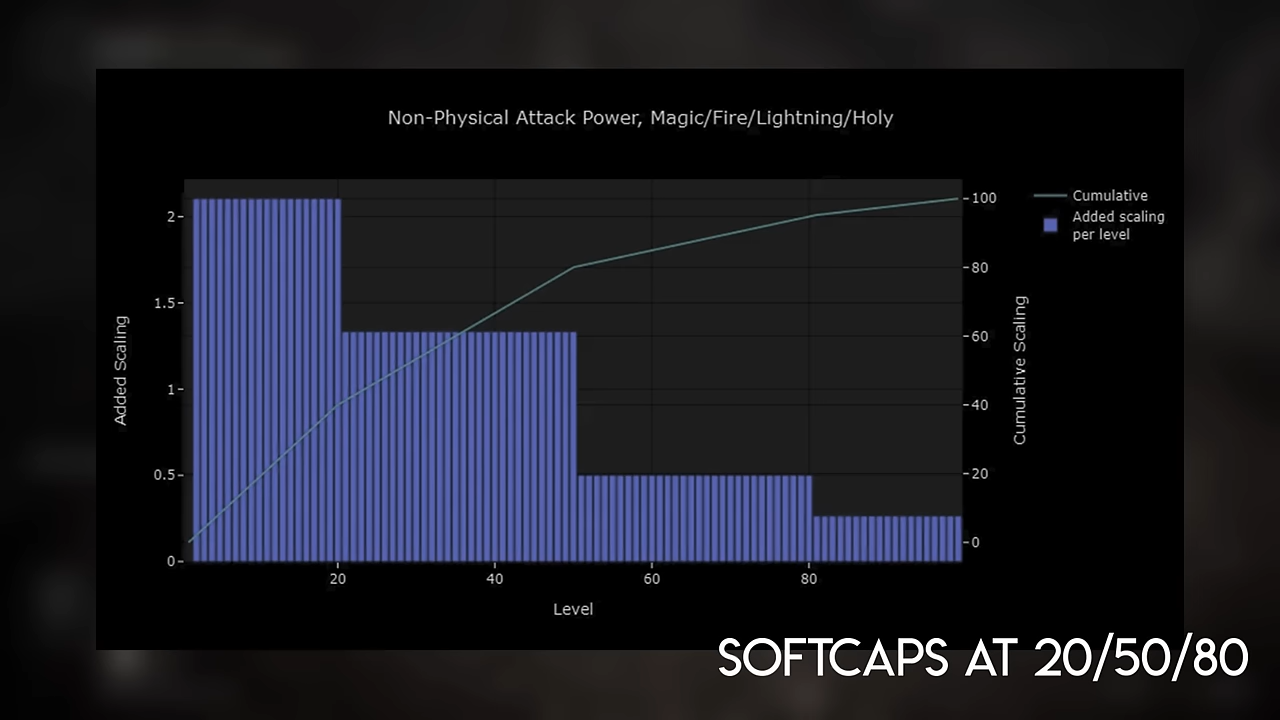 Non-Physical Attack Power, Magic/Fire/Lightning/Holy
Cumulative
Added scaling
per level
Added Scaling
2
1.5
1
0.5
0
100
80
60
40
20
0
Cumulative Scaling
20
40
60
80
Level
SOFTCAPS AT 20/50/80